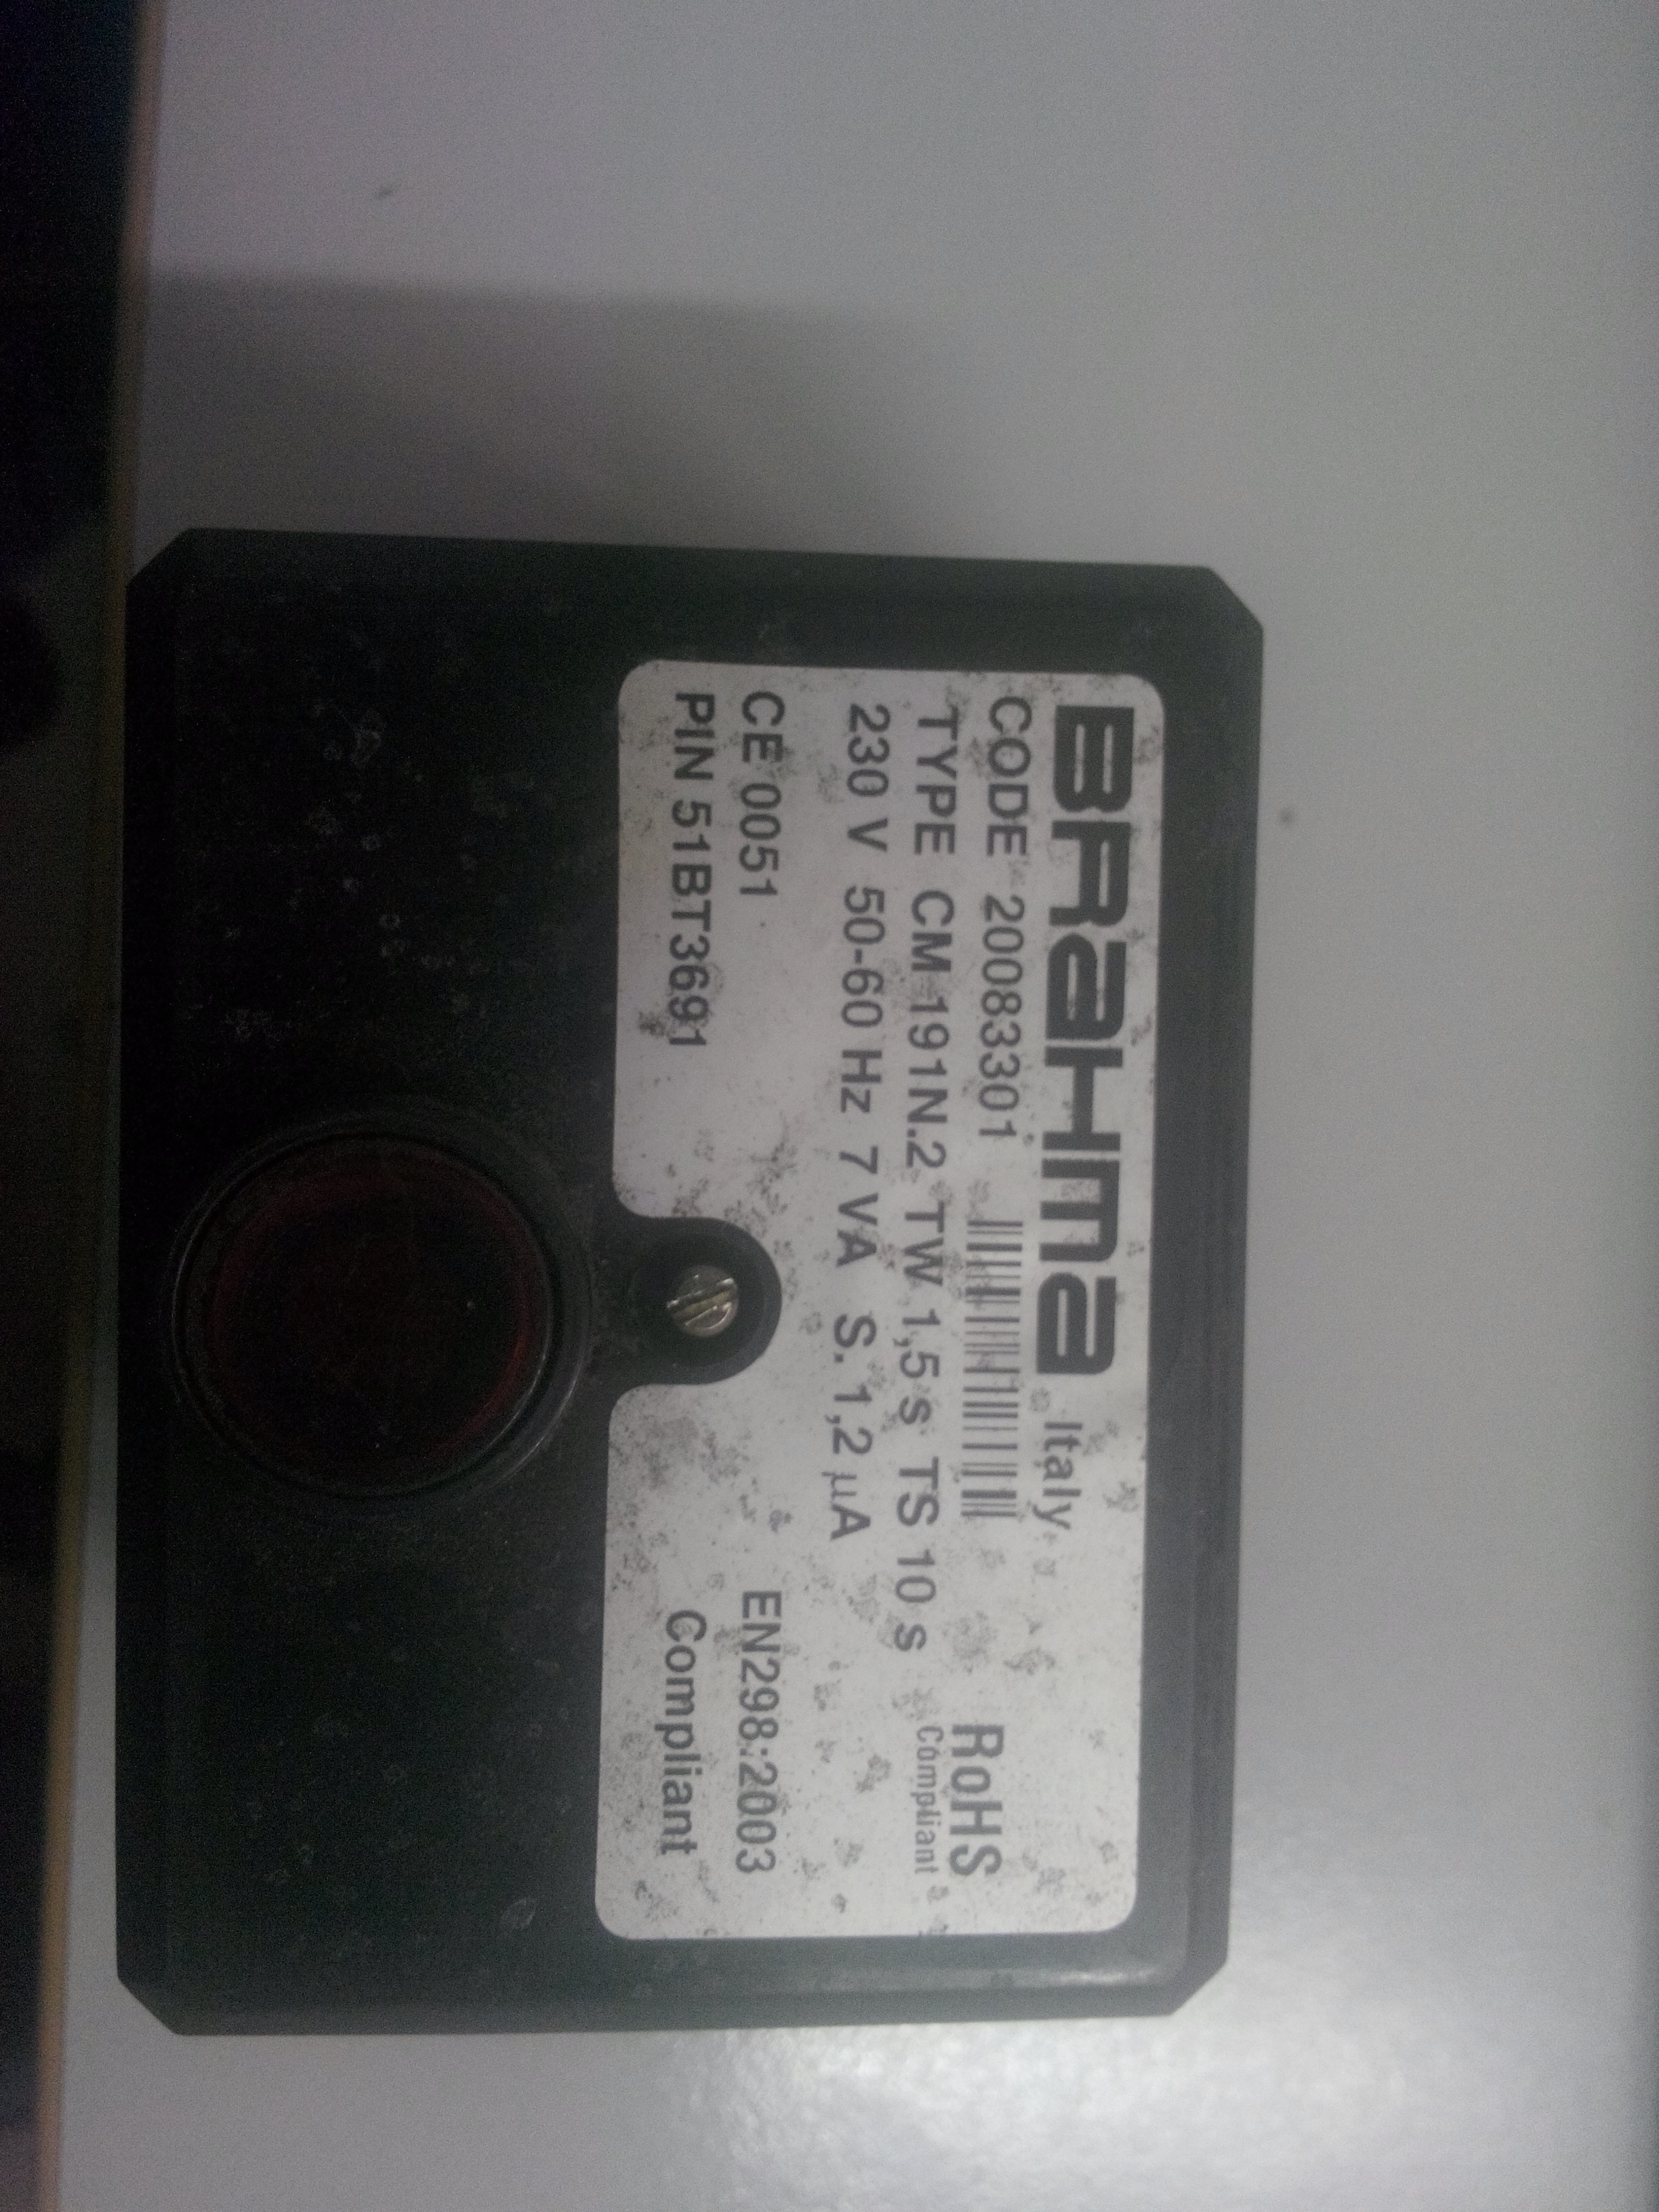 BRAHMA Italy
CODE 20083301
RoHS
Compliant
TYPE CM 191N.2 TW 1,5 s TS 10 s
230 V 50-60 Hz 7 VA S. 1,2 µA
CE 0051
EN298:2003
PIN 51BT3691
Compliant